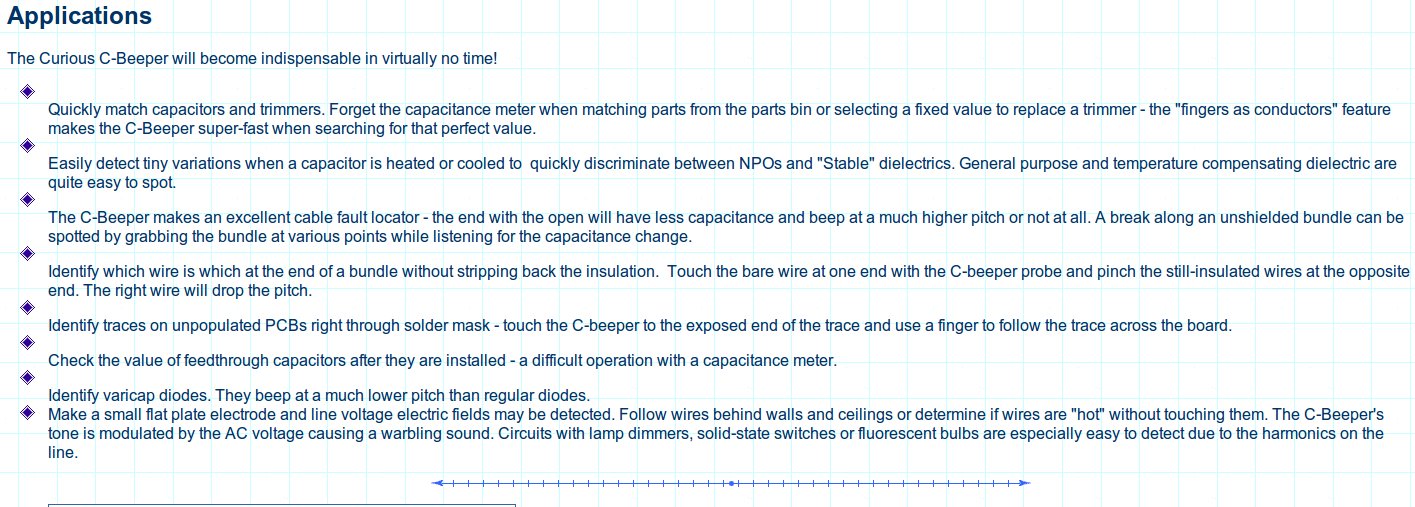 Applications
The Curious C-Beeper will become indispensable in virtually no time!
Quickly match capacitors and trimmers. Forget the capacitance meter when matching parts from the parts bin or selecting a fixed value to replace a trimmer - the "fingers as conductors" feature
makes the C-Beeper super-fast when searching for that perfect value.
Easily detect tiny variations when a capacitor is heated or cooled to  quickly discriminate between NPOs and "Stable" dielectrics. General purpose and temperature compensating dielectric are
quite easy to spot.
The C-Beeper makes an excellent cable fault locator - the end with the open will have less capacitance and beep at a much higher pitch or not at all. A break along an unshielded bundle can be
spotted by grabbing the bundle at various points while listening for the capacitance change.
Identify which wire is which at the end of a bundle without stripping back the insulation.  Touch the bare wire at one end with the C-beeper probe and pinch the still-insulated wires at the opposite
end. The right wire will drop the pitch.
Identify traces on unpopulated PCBs right through solder mask - touch the C-beeper to the exposed end of the trace and use a finger to follow the trace across the board.
Check the value of feedthrough capacitors after they are installed - a difficult operation with a capacitance meter.
Identify varicap diodes. They beep at a much lower pitch than regular diodes.
Make a small flat plate electrode and line voltage electric fields may be detected. Follow wires behind walls and ceilings or determine if wires are "hot" without touching them. The C-Beeper's
tone is modulated by the AC voltage causing a warbling sound. Circuits with lamp dimmers, solid-state switches or fluorescent bulbs are especially easy to detect due to the harmonics on the
line.